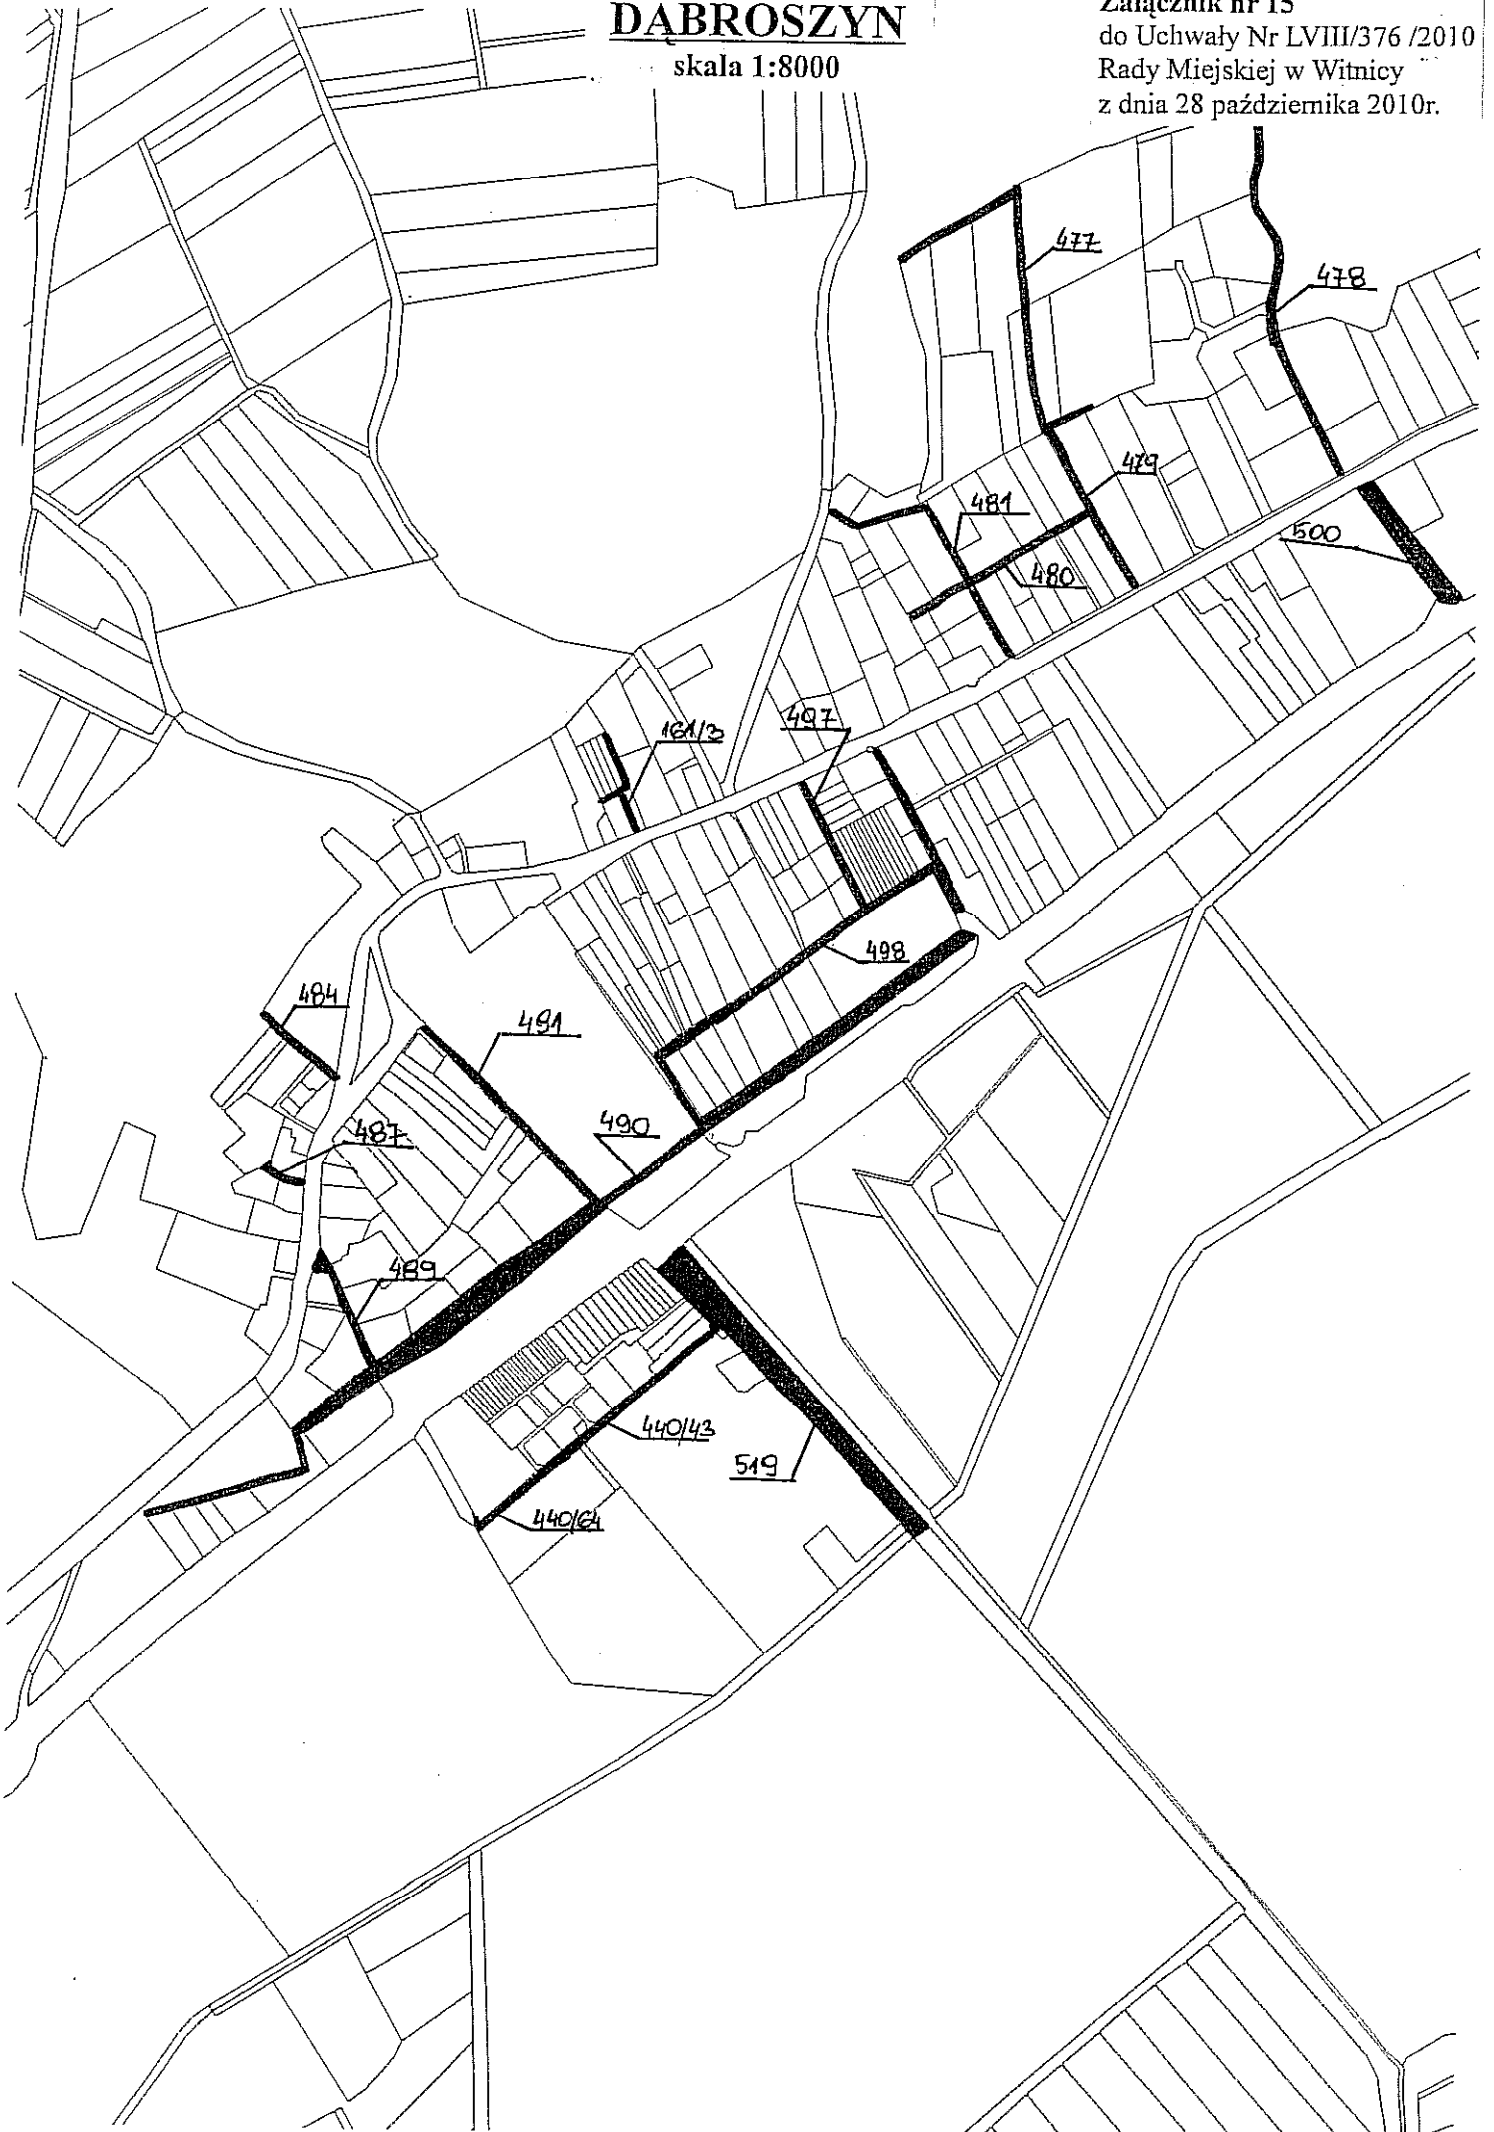 DĄBROSZYN
skala 1:8000
Załącznik nr 15
do Uchwały Nr LVIII/376 /2010
Rady Miejskiej w Witnicy
z dnia 28 października 2010r.
477
478
479
481
500
480
161/3
497
498
484
491
490
487
489
440/43
519
440/64